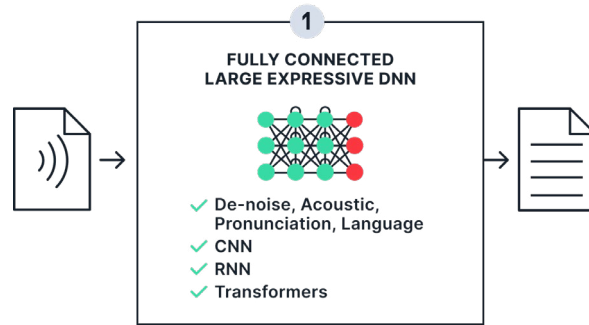 1
FULLY CONNECTED
LARGE EXPRESSIVE DNN
De-noise, Acoustic,
Pronunciation, Language
CNN
RNN
Transformers